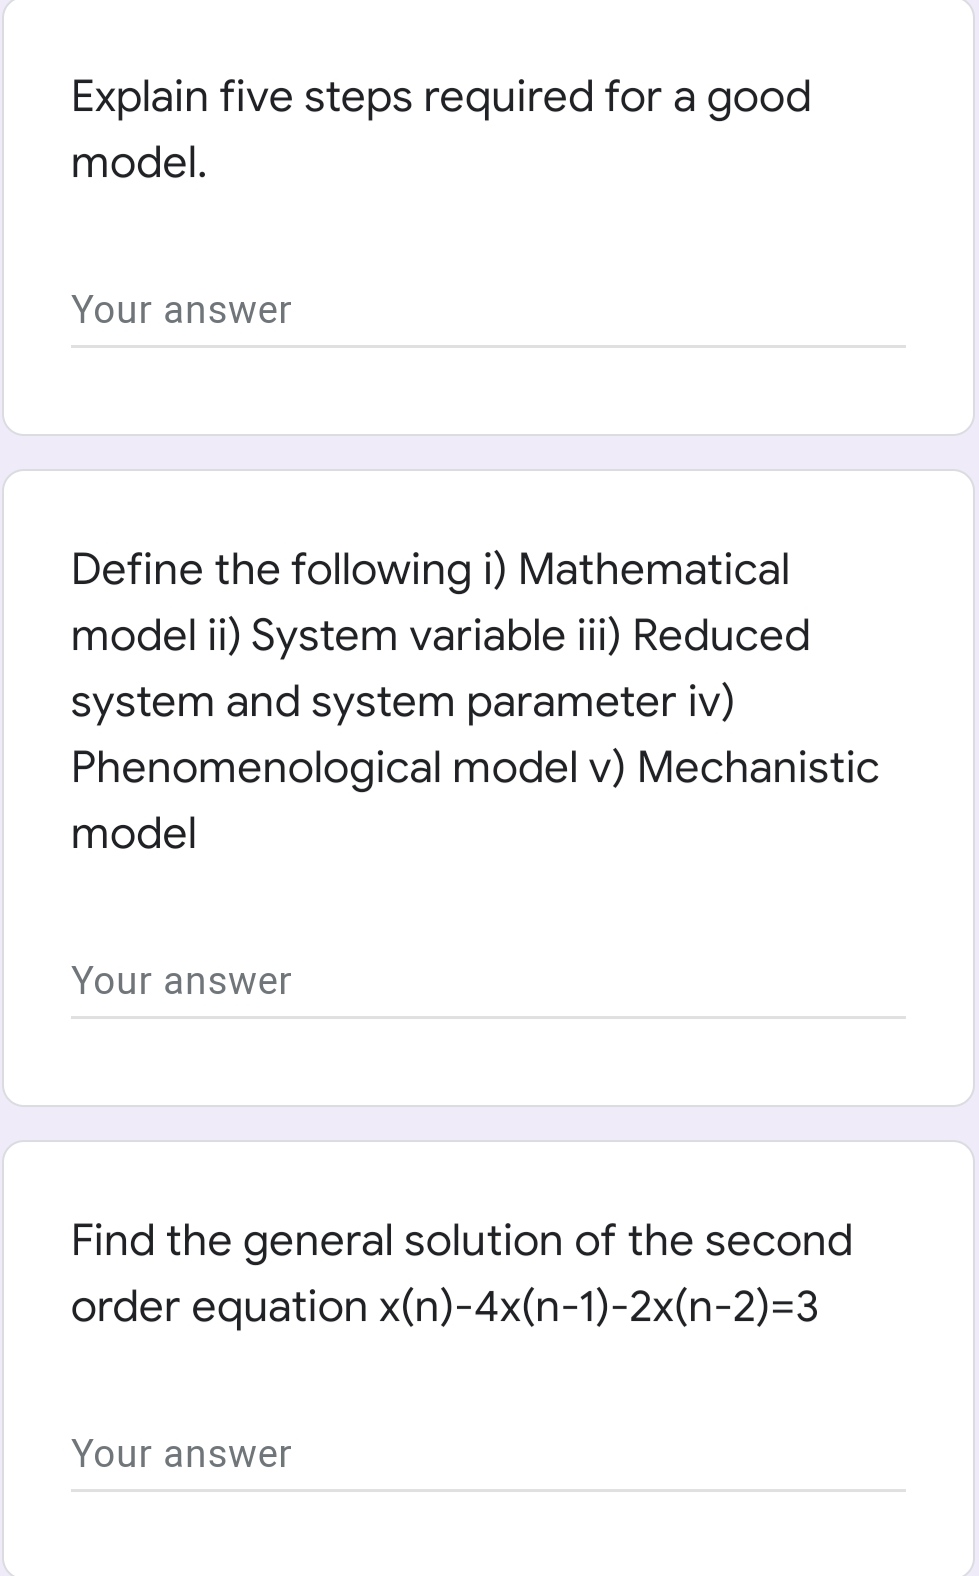 Explain five steps required for a good
model.
Your answer
Define the following i) Mathematical
model ii) System variable iii) Reduced
system and system parameter iv)
Phenomenological model v) Mechanistic
model
Your answer
Find the general solution of the second
order equation x(n)-4x(n-1)-2x(n-2)=3
Your answer